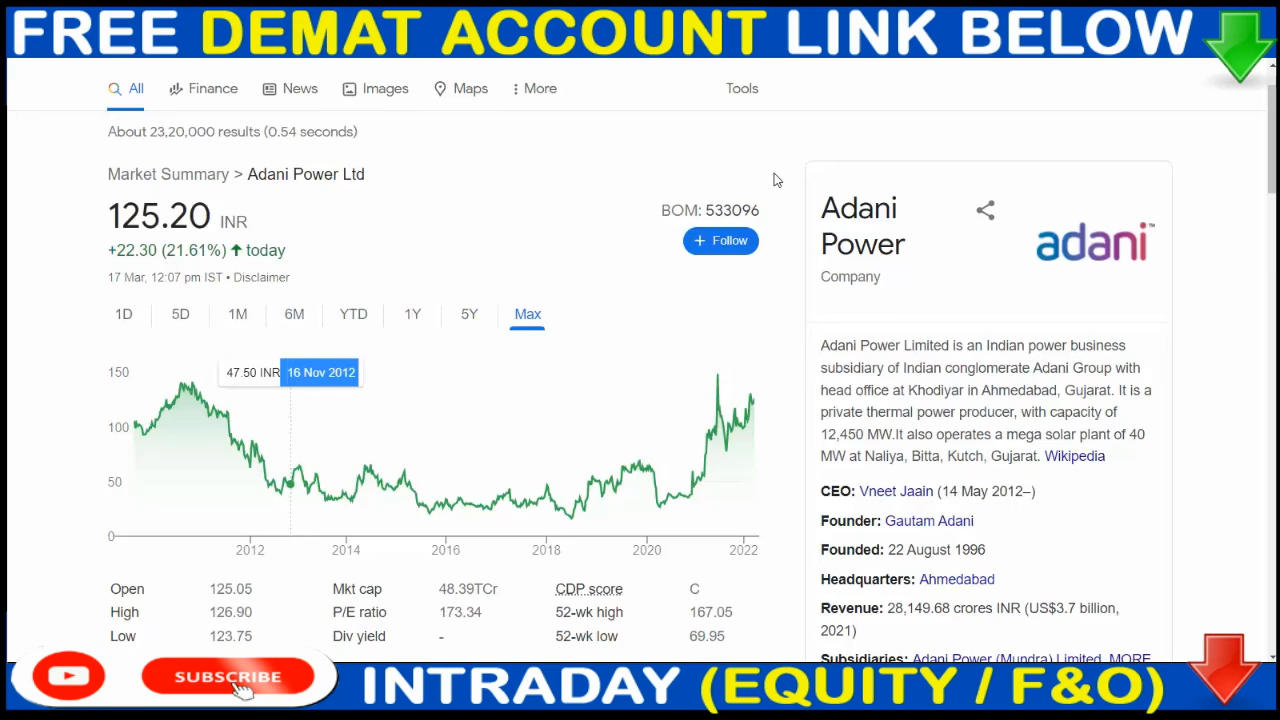 FREE DEMAT ACCOUNT LINK BELOW
All Finance News Images Maps More Tools
About 23,20,000 results (0.54 seconds)
Market Summary > Adani Power Ltd
125.20 INR
+22.30 (21.61%) today
17 Mar, 12:07 pm IST • Disclaimer
BOM: 533096
+ Follow
1D 5D 1M 6M YTD 1Y 5Y Max
47.50 INR 16 Nov 2012
150
100
50
0
2012 2014 2016 2018 2020 2022
Open 125.05 Mkt cap 48.39TCr CDP score C
High 126.90 P/E ratio 173.34 52-wk high 167.05
Low 123.75 Div yield - 52-wk low 69.95
Adani
Power
Company
adani™
Adani Power Limited is an Indian power business
subsidiary of Indian conglomerate Adani Group with
head office at Khodiyar in Ahmedabad, Gujarat. It is a
private thermal power producer, with capacity of
12,450 MW.It also operates a mega solar plant of 40
MW at Naliya, Bitta, Kutch, Gujarat. Wikipedia
CEO: Vneet Jaain (14 May 2012–)
Founder: Gautam Adani
Founded: 22 August 1996
Headquarters: Ahmedabad
Revenue: 28,149.68 crores INR (US$3.7 billion,
2021)
Subsidiaries: Adani Power (Mundra) Limited, MORE
SUBSCRIBE
INTRADAY (EQUITY / F&O)